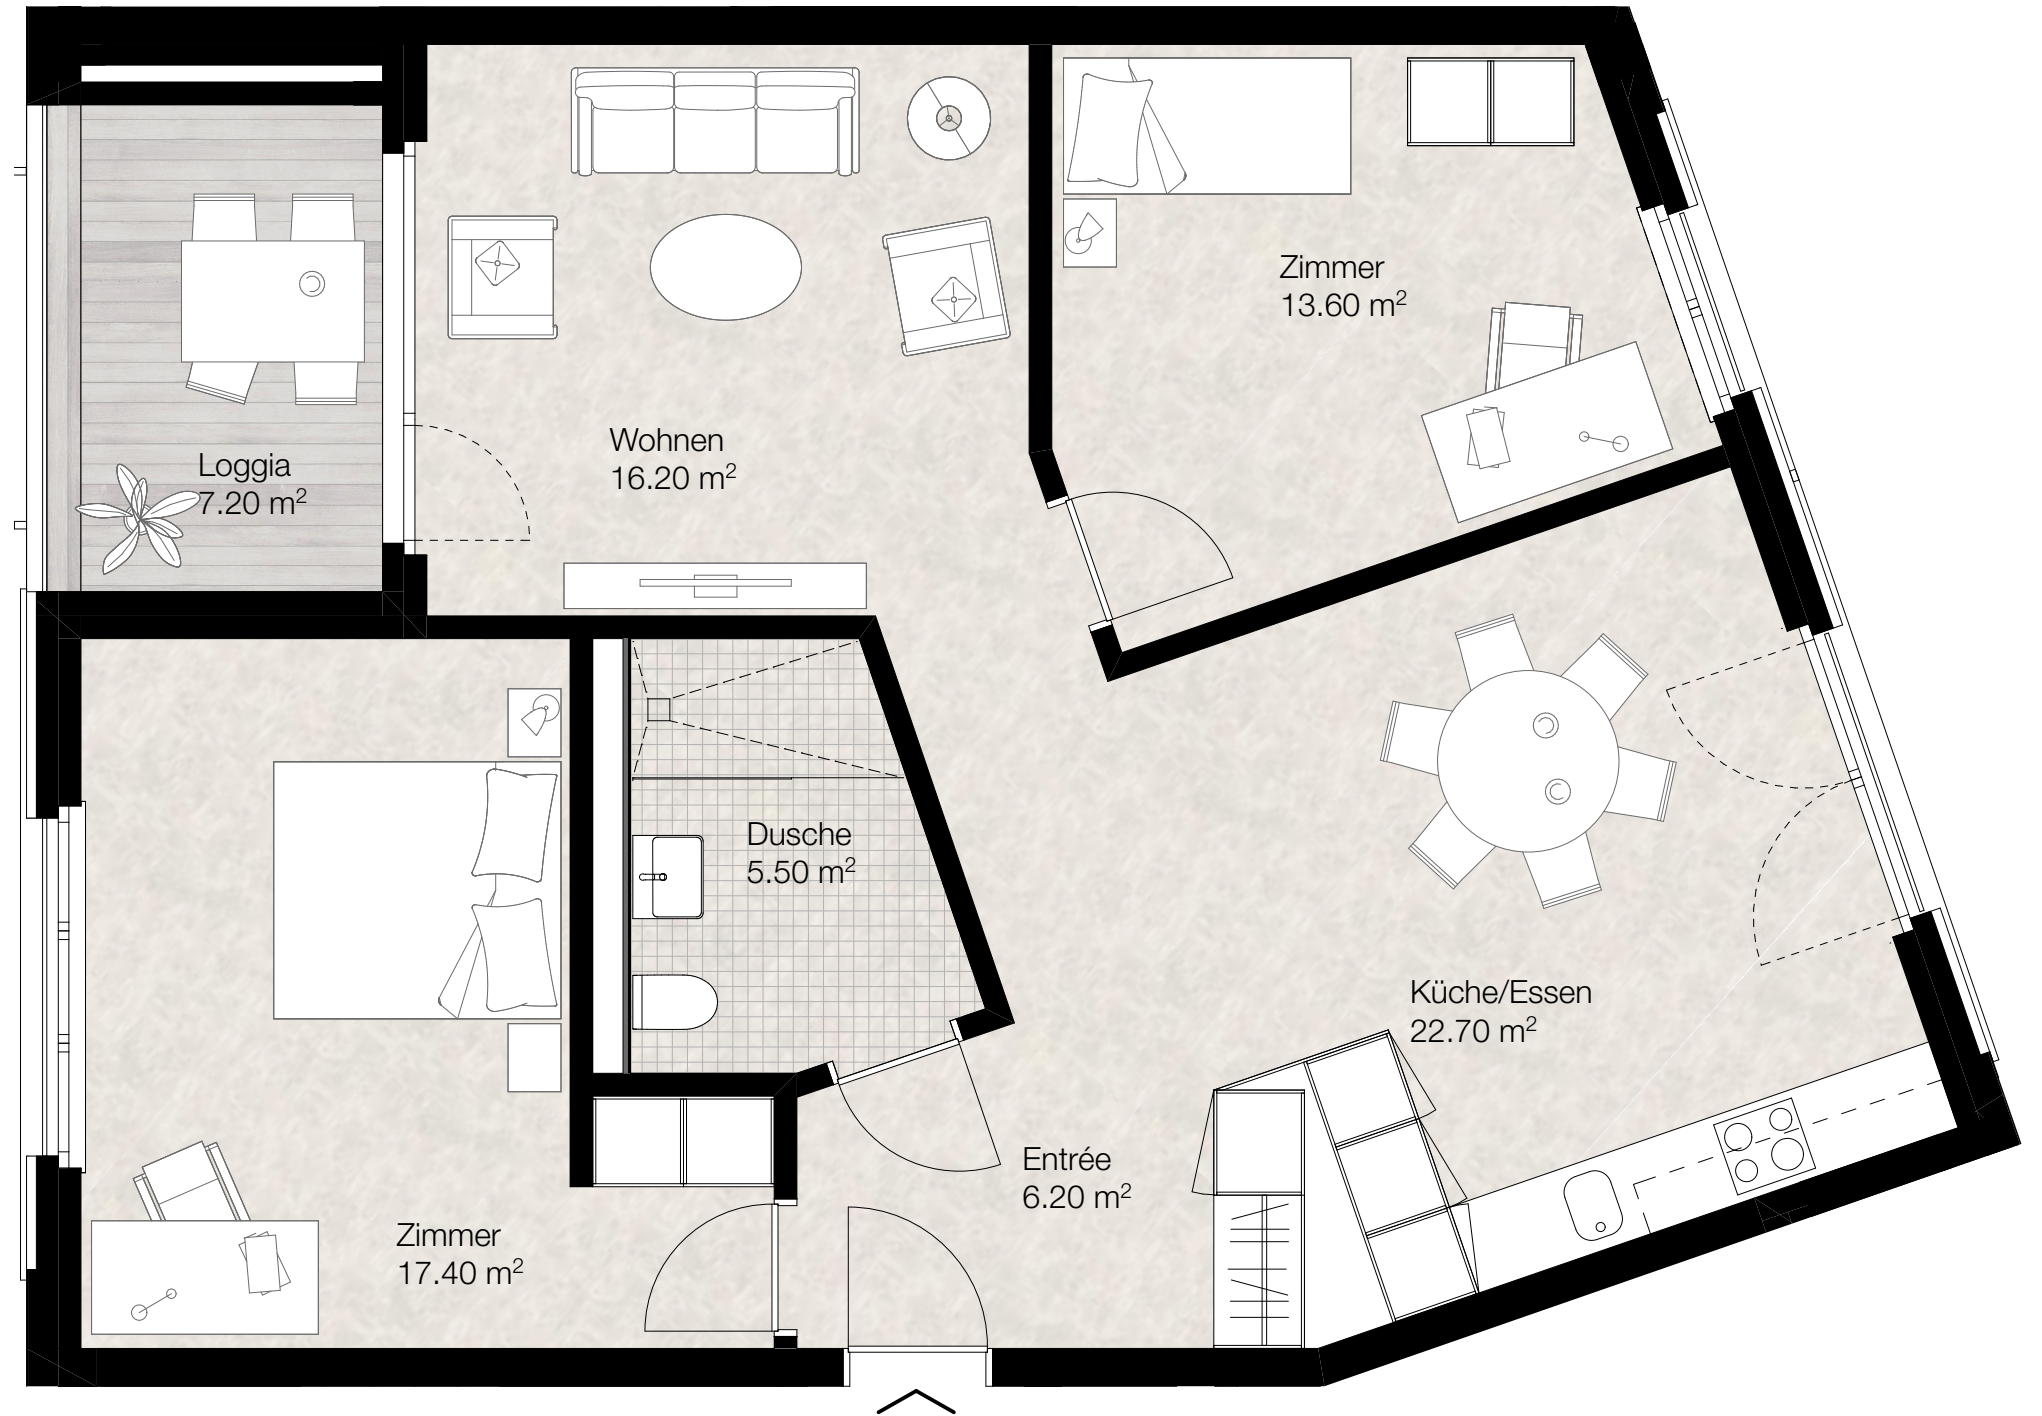 Zimmer
13.60 m²
Wohnen
16.20 m²
Loggia
7.20 m²
Dusche
5.50 m²
Küche/Essen
22.70 m²
Entrée
6.20 m²
Zimmer
17.40 m²